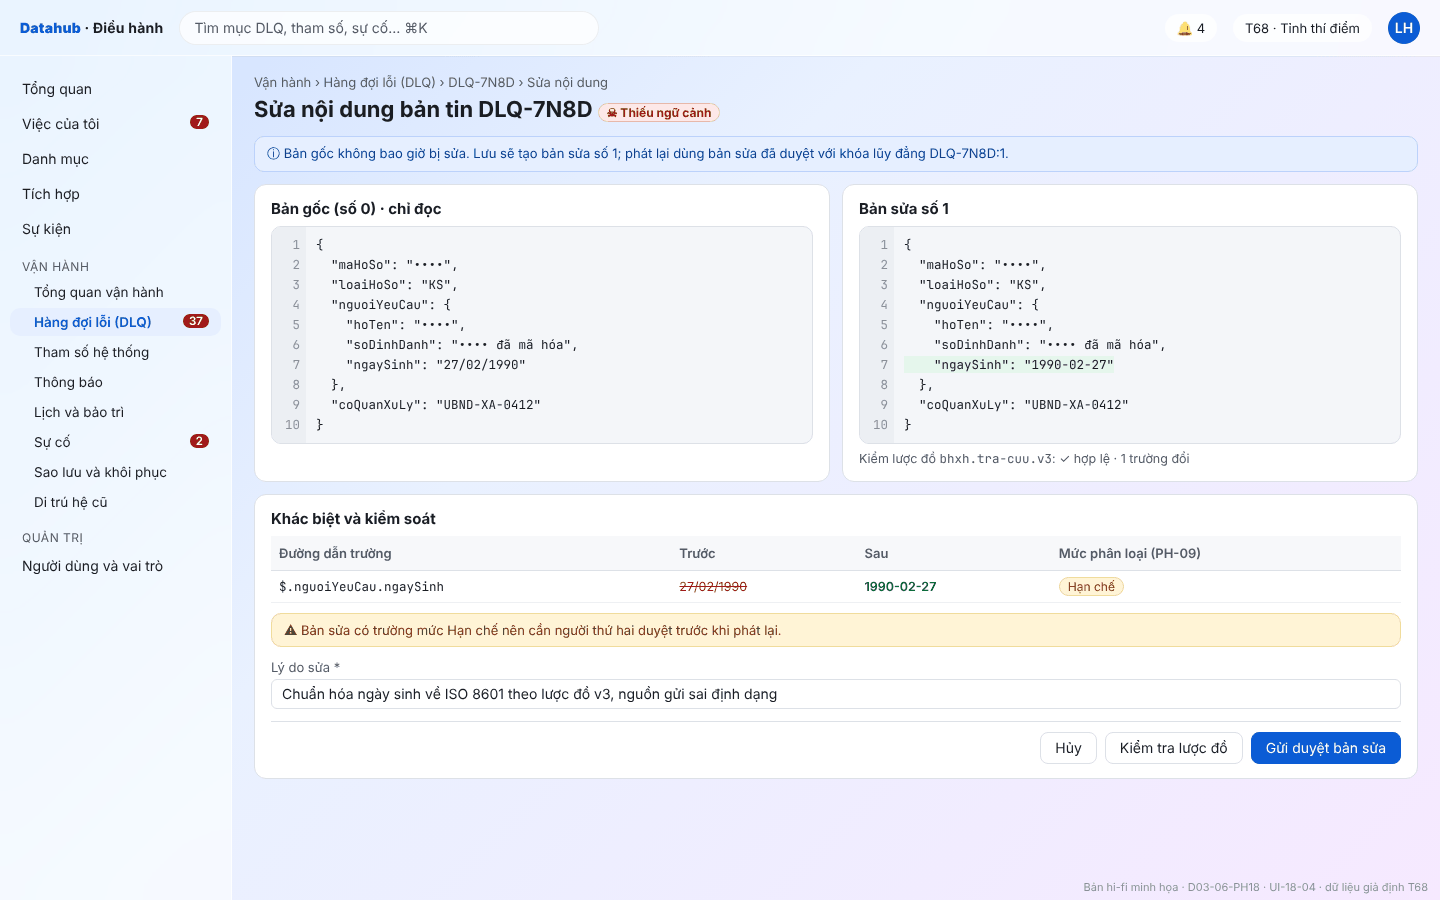 Datahub · Điều hành
Tìm mục DLQ, tham số, sự cố... ⌘K
🔔 4
T68 · Tỉnh thí điểm
LH
Tổng quan
Việc của tôi 7
Danh mục
Tích hợp
Sự kiện
VẬN HÀNH
Tổng quan vận hành
Hàng đợi lỗi (DLQ) 37
Tham số hệ thống
Thông báo
Lịch và bảo trì
Sự cố 2
Sao lưu và khôi phục
Di trú hệ cũ
QUẢN TRỊ
Người dùng và vai trò
Vận hành › Hàng đợi lỗi (DLQ) › DLQ-7N8D › Sửa nội dung
Sửa nội dung bản tin DLQ-7N8D ☠ Thiếu ngữ cảnh
ⓘ Bản gốc không bao giờ bị sửa. Lưu sẽ tạo bản sửa số 1; phát lại dùng bản sửa đã duyệt với khóa lũy đẳng DLQ-7N8D:1.
Bản gốc (số 0) · chỉ đọc
1 {
2 "maHoSo": "••••",
3 "loaiHoSo": "KS",
4 "nguoiYeuCau": {
5 "hoTen": "••••",
6 "soDinhDanh": "•••• đã mã hóa",
7 "ngaySinh": "27/02/1990"
8 },
9 "coQuanXuLy": "UBND-XA-0412"
10 }
Bản sửa số 1
1 {
2 "maHoSo": "••••",
3 "loaiHoSo": "KS",
4 "nguoiYeuCau": {
5 "hoTen": "••••",
6 "soDinhDanh": "•••• đã mã hóa",
7 "ngaySinh": "1990-02-27"
8 },
9 "coQuanXuLy": "UBND-XA-0412"
10 }
Kiểm lược đồ bhxh.tra-cuu.v3: ✓ hợp lệ · 1 trường đổi
Khác biệt và kiểm soát
Đường dẫn trường Trước Sau Mức phân loại (PH-09)
$.nguoiYeuCau.ngaySinh 27/02/1990 1990-02-27 Hạn chế
⚠ Bản sửa có trường mức Hạn chế nên cần người thứ hai duyệt trước khi phát lại.
Lý do sửa *
Chuẩn hóa ngày sinh về ISO 8601 theo lược đồ v3, nguồn gửi sai định dạng
Hủy
Kiểm tra lược đồ
Gửi duyệt bản sửa
Bản hi-fi minh họa · D03-06-PH18 · UI-18-04 · dữ liệu giả định T68